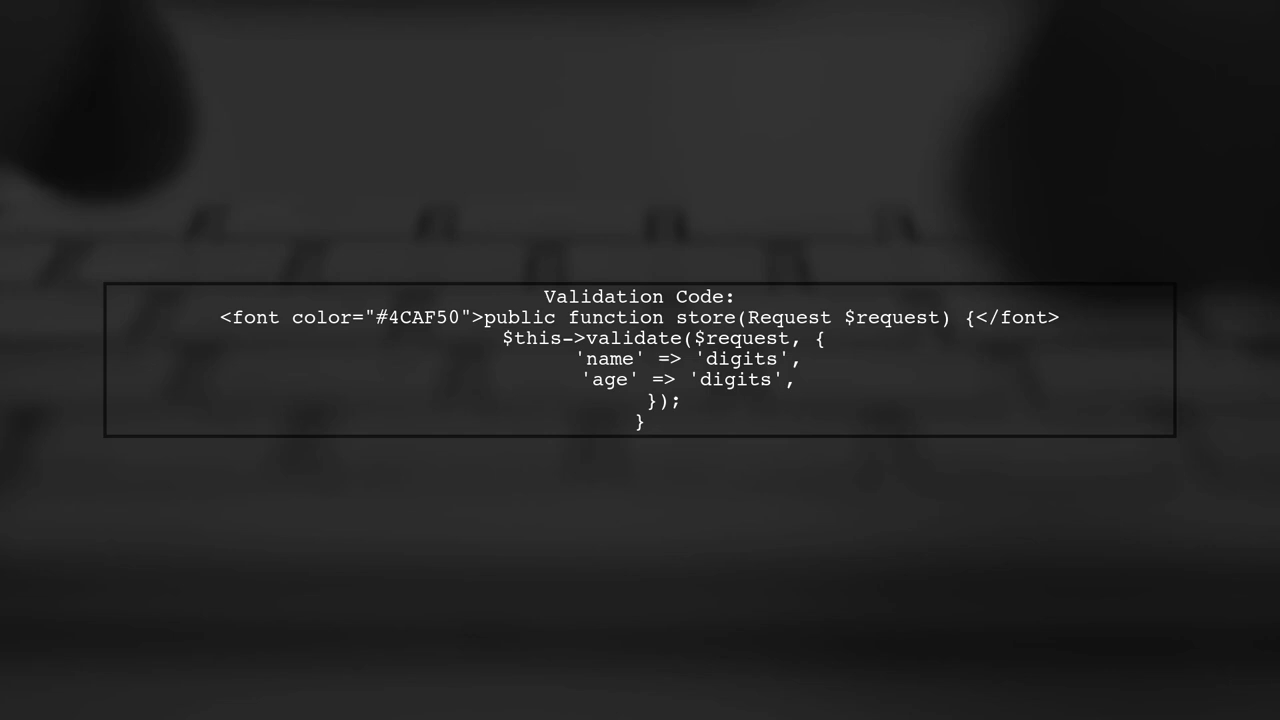 Validation Code:
<font color="#4CAF50">public function store(Request $request) {</font>
$this->validate($request, {
'name' => 'digits',
'age' => 'digits',
});
}